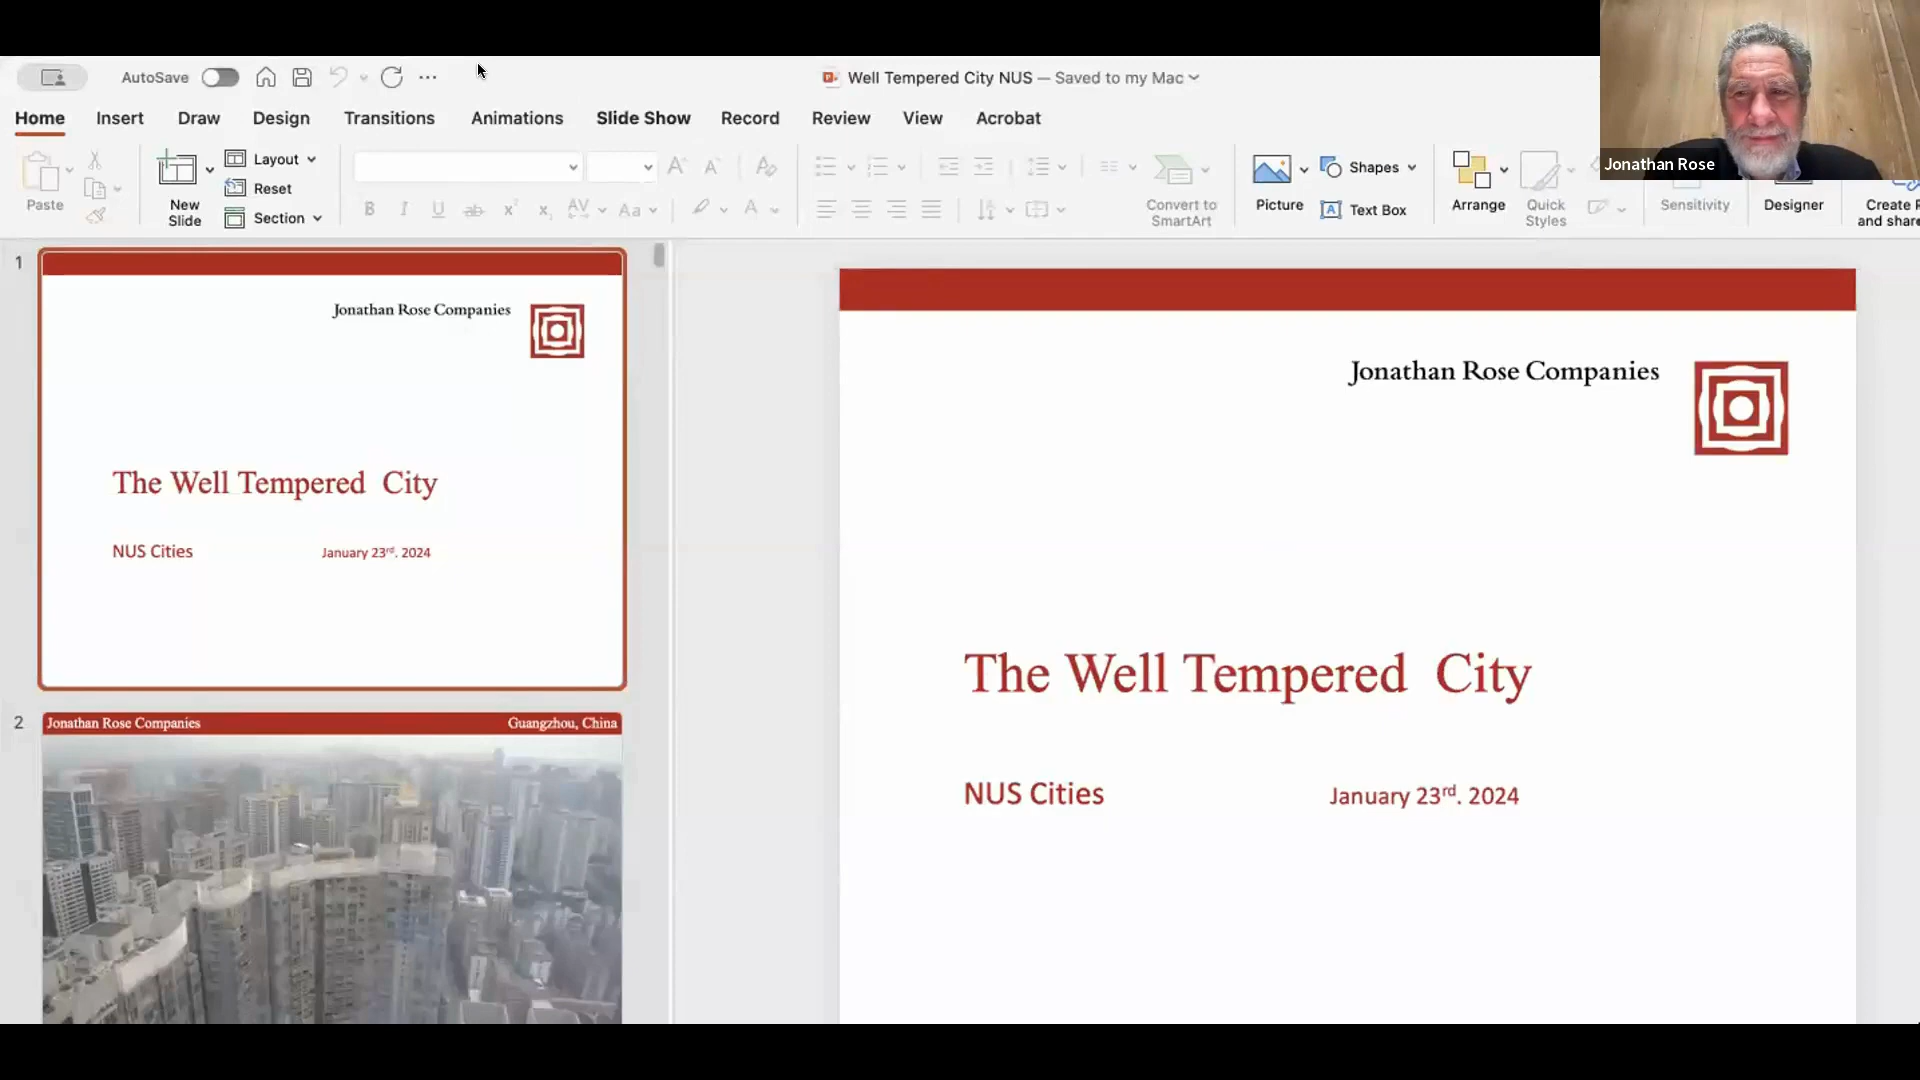 AutoSave
Well Tempered City NUS — Saved to my Mac
Home Insert Draw Design Transitions Animations Slide Show Record Review View Acrobat
Jonathan Rose
Paste
New
Slide
Layout
Reset
Section
Convert to
SmartArt
Picture
Shapes
Text Box
Arrange
Quick
Styles
Sensitivity
Designer
Create
and share
1
Jonathan Rose Companies
The Well Tempered City
NUS Cities January 23rd. 2024
2
Jonathan Rose Companies Guangzhou, China
Jonathan Rose Companies
The Well Tempered City
NUS Cities January 23rd. 2024